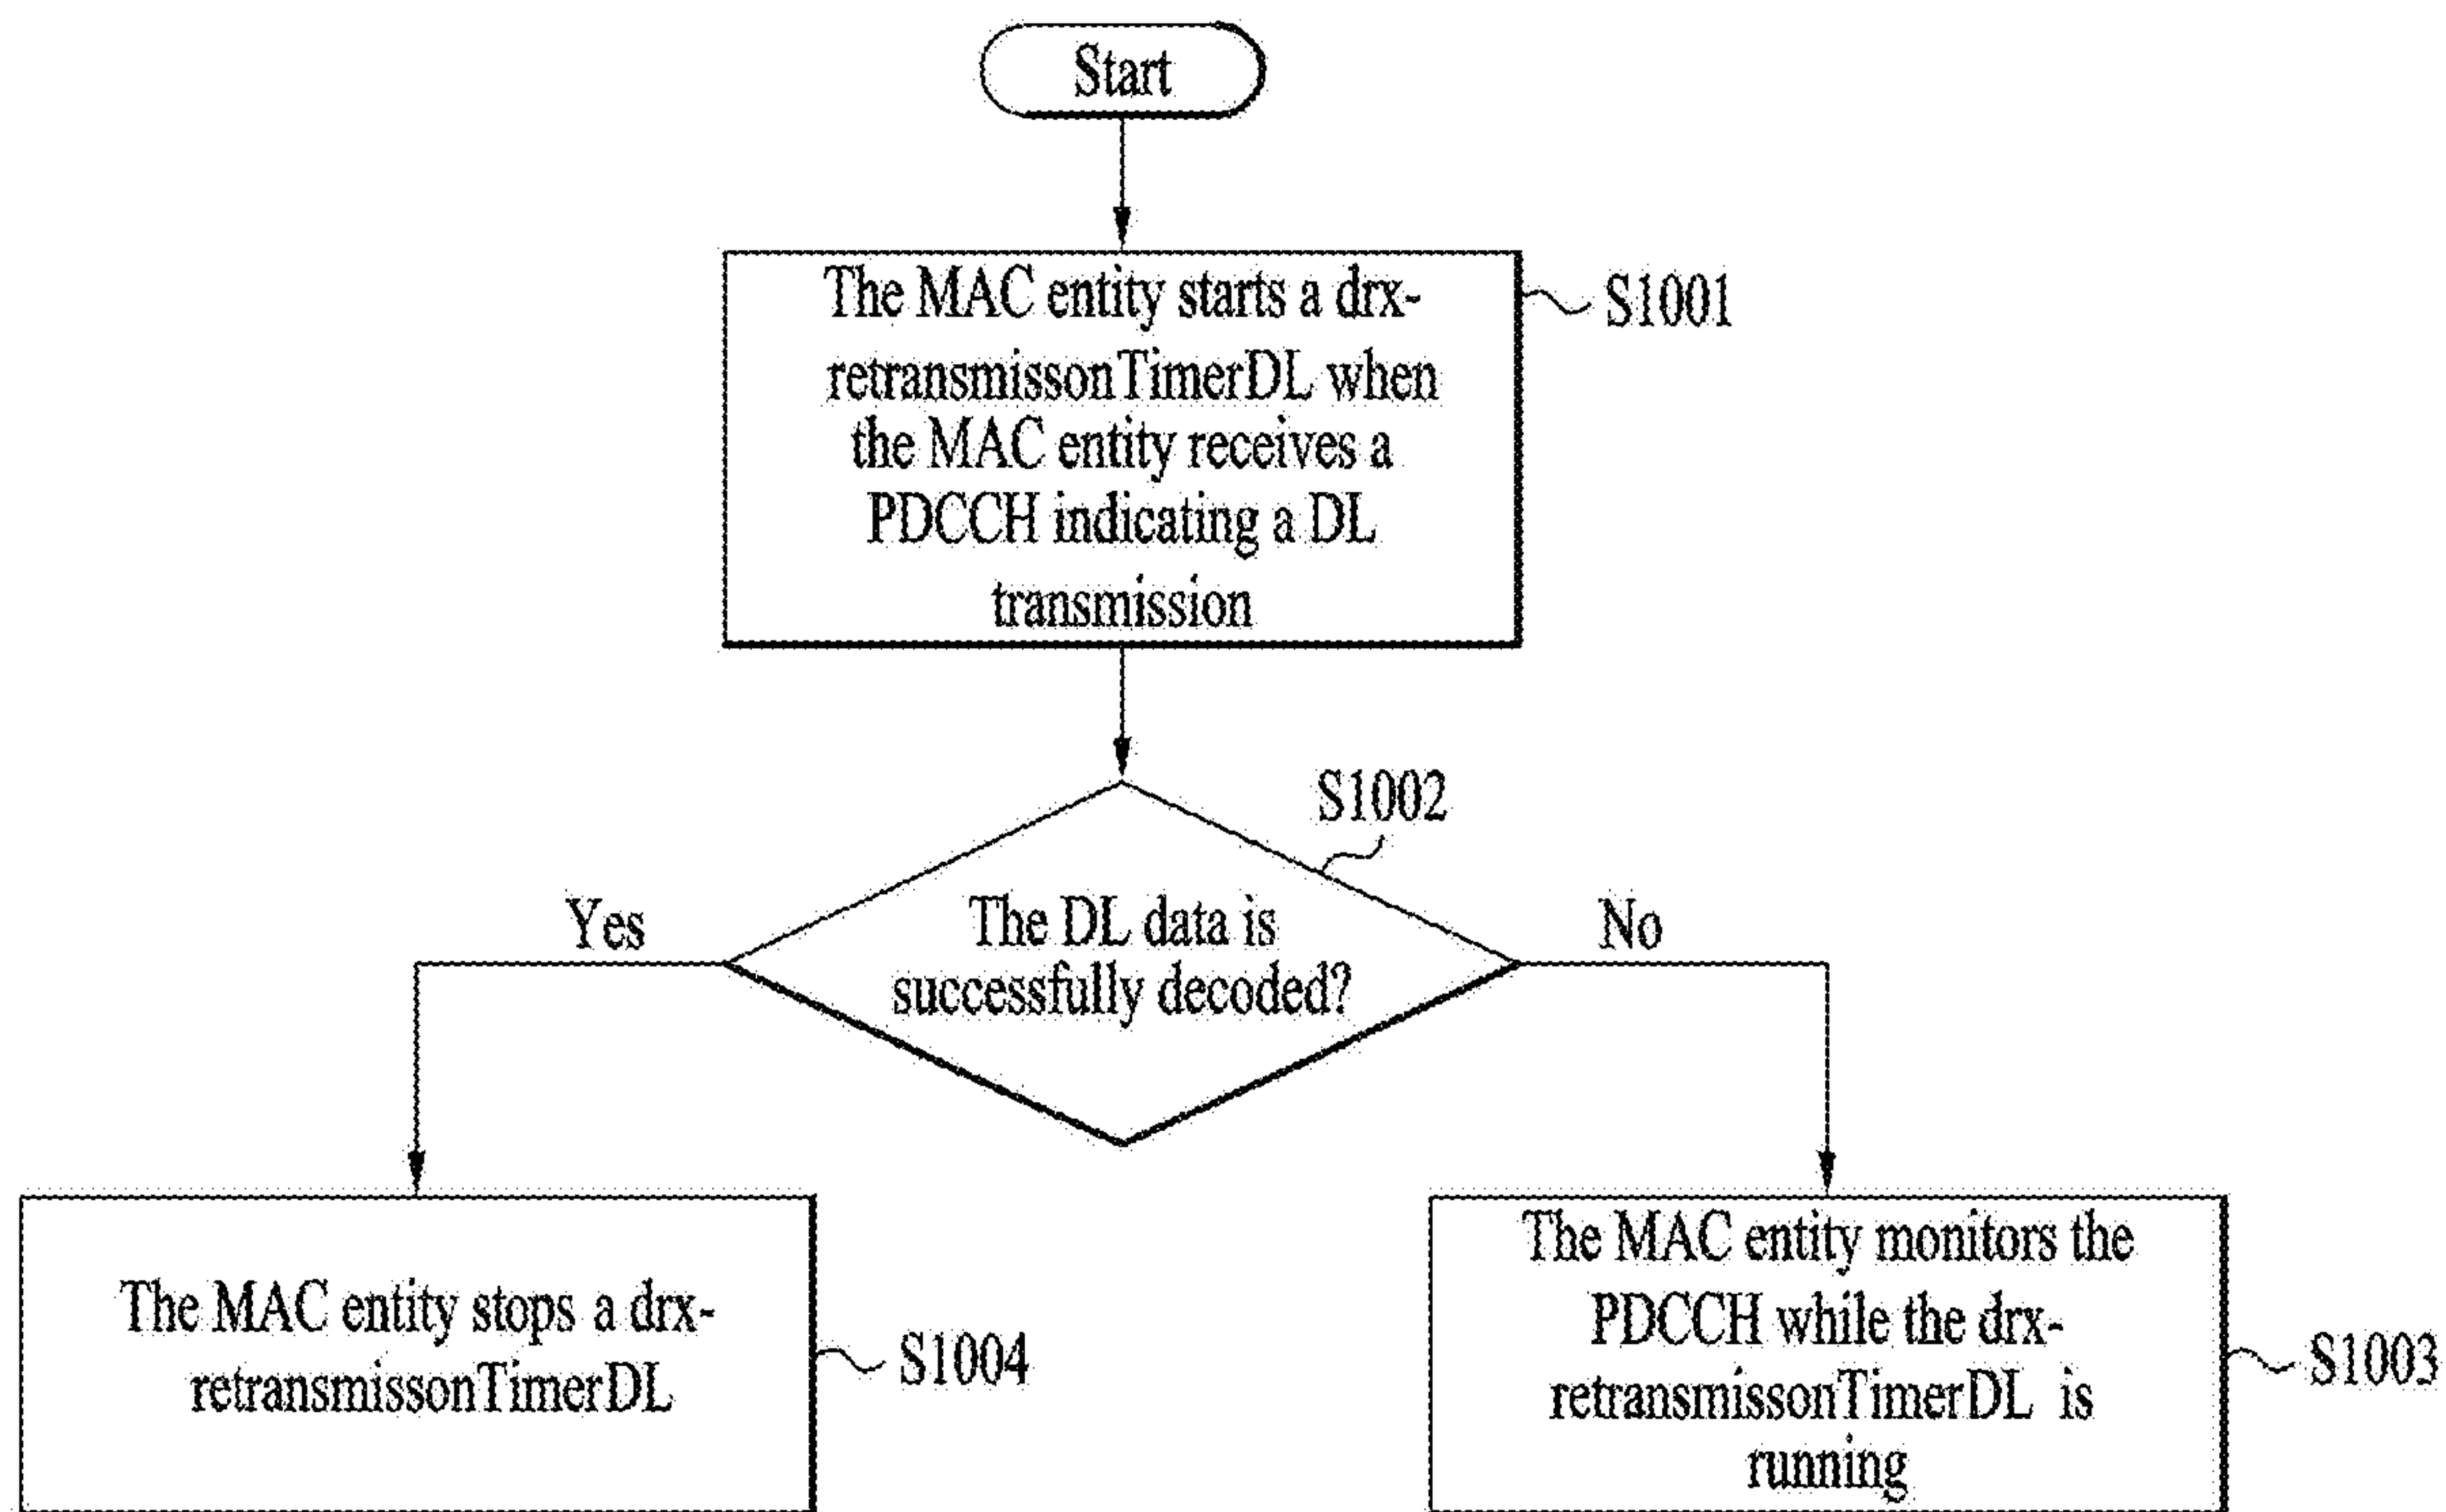 Start
The MAC entity starts a drx-
retransmissonTimerDL when
the MAC entity receives a
PDCCH indicating a DL
transmission
S1001
S1002
The DL data is
successfully decoded?
Yes
No
The MAC entity stops a drx-
retransmissonTimerDL
S1004
The MAC entity monitors the
PDCCH while the drx-
retransmissonTimerDL is
running
S1003